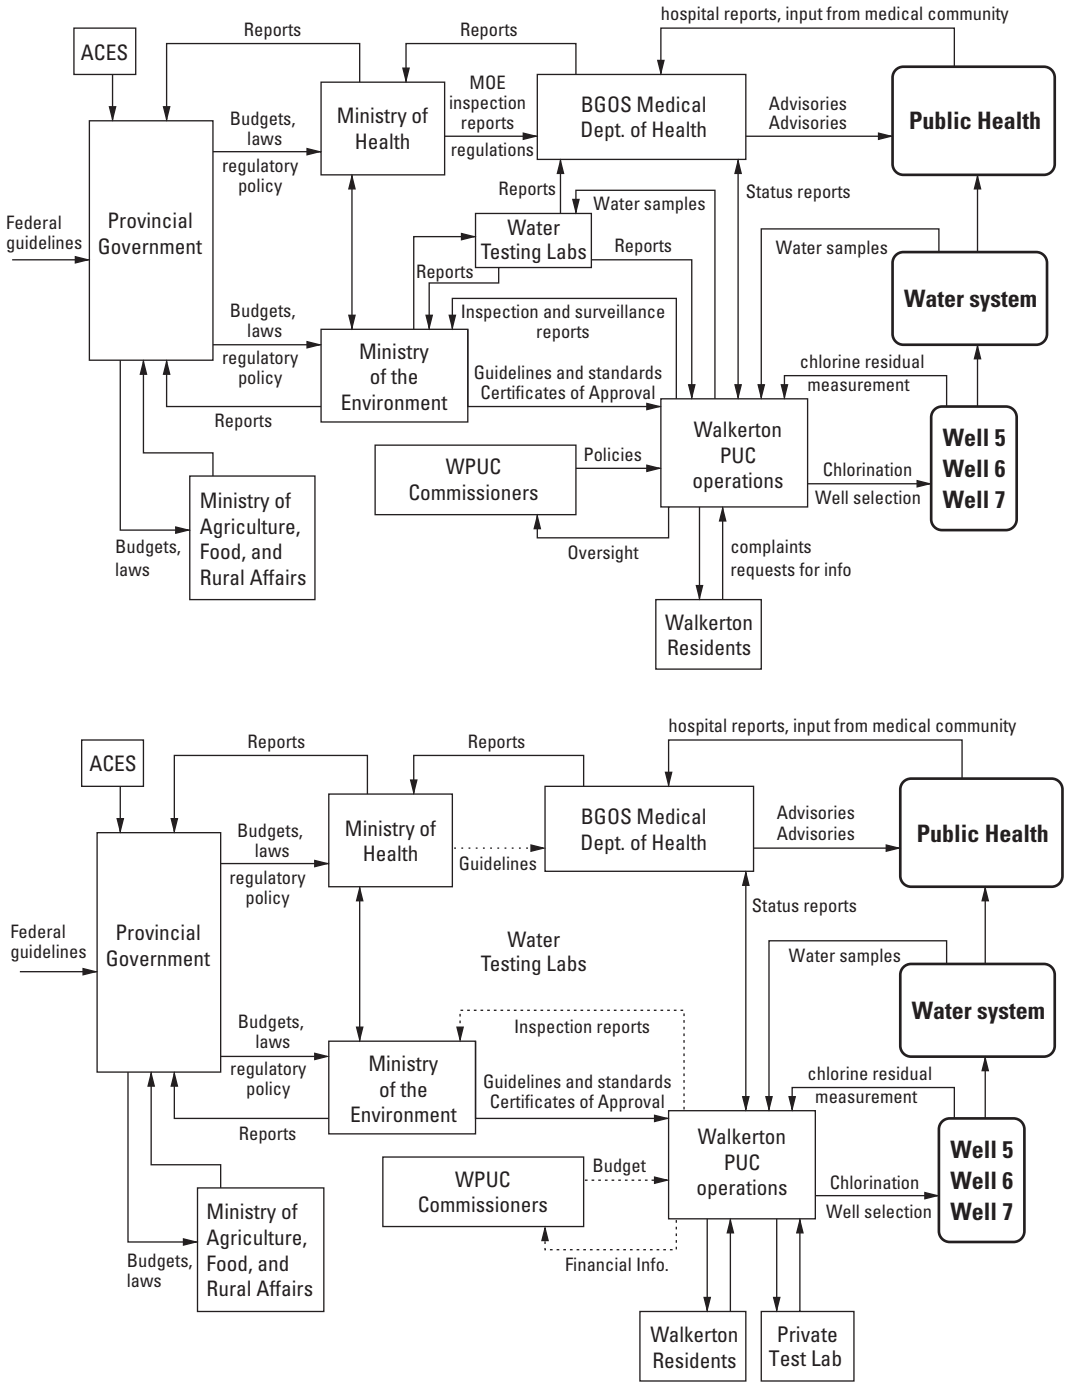 hospital reports, input from medical community
Reports
Reports
ACES
Ministry of
Health
MOE
inspection
reports
regulations
BGOS Medical
Dept. of Health
Advisories
Advisories
Public Health
Budgets,
laws
regulatory
policy
Reports
Water samples
Status reports
Federal
guidelines
Provincial
Government
Water
Testing Labs
Reports
Reports
Water samples
Water system
Budgets,
laws
regulatory
policy
Inspection and surveillance
reports
Ministry
of the
Environment
Guidelines and standards
Certificates of Approval
chlorine residual
measurement
Reports
Walkerton
PUC
operations
Well 5
Well 6
Well 7
WPUC
Commissioners
Policies
Chlorination
Well selection
Ministry of
Agriculture,
Food, and
Rural Affairs
Budgets,
laws
Oversight
complaints
requests for info
Walkerton
Residents
hospital reports, input from medical community
Reports
Reports
ACES
Ministry of
Health
Guidelines
BGOS Medical
Dept. of Health
Advisories
Advisories
Public Health
Budgets,
laws
regulatory
policy
Status reports
Federal
guidelines
Provincial
Government
Water
Testing Labs
Water samples
Water system
Budgets,
laws
regulatory
policy
Inspection reports
Ministry
of the
Environment
Guidelines and standards
Certificates of Approval
chlorine residual
measurement
Reports
Walkerton
PUC
operations
Well 5
Well 6
Well 7
WPUC
Commissioners
Budget
Chlorination
Well selection
Ministry of
Agriculture,
Food, and
Rural Affairs
Budgets,
laws
Financial Info.
Walkerton
Residents
Private
Test Lab